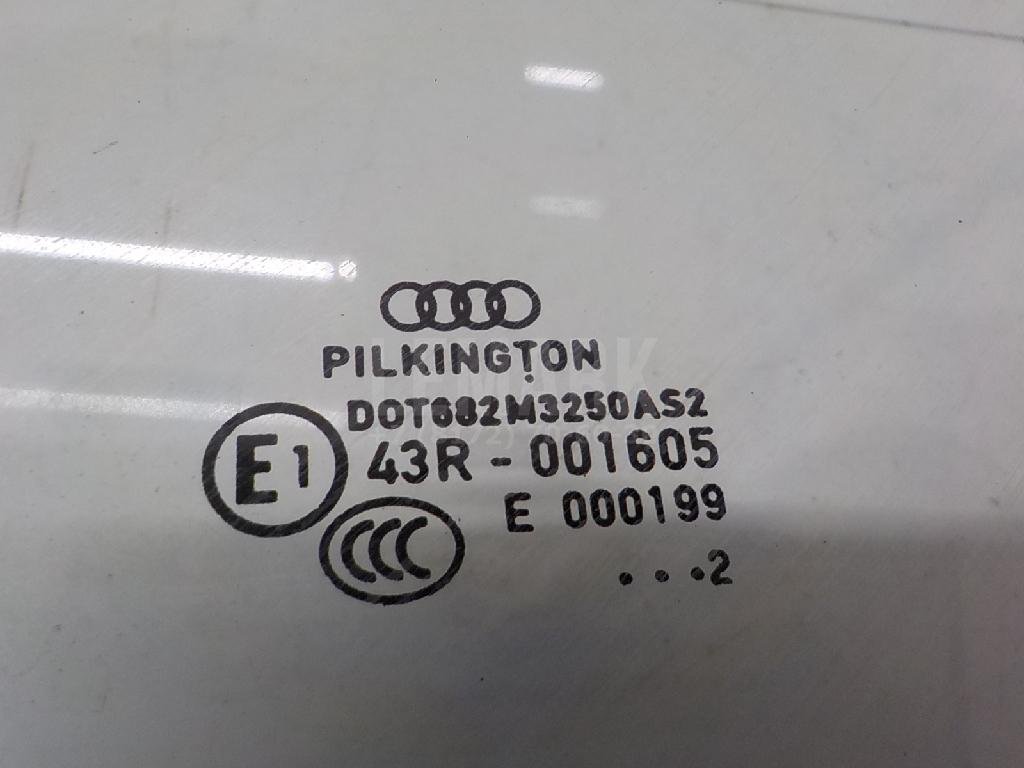 PILKINGTON
DOT682M3250AS2
E1 43R - 001605
E 000199
CCC
...2